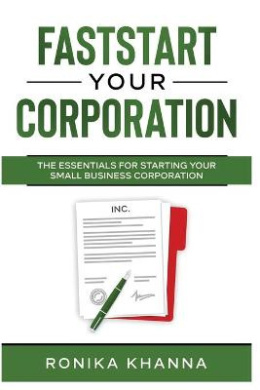 FASTSTART
YOUR
CORPORATION
THE ESSENTIALS FOR STARTING YOUR
SMALL BUSINESS CORPORATION
INC.
RONIKA KHANNA